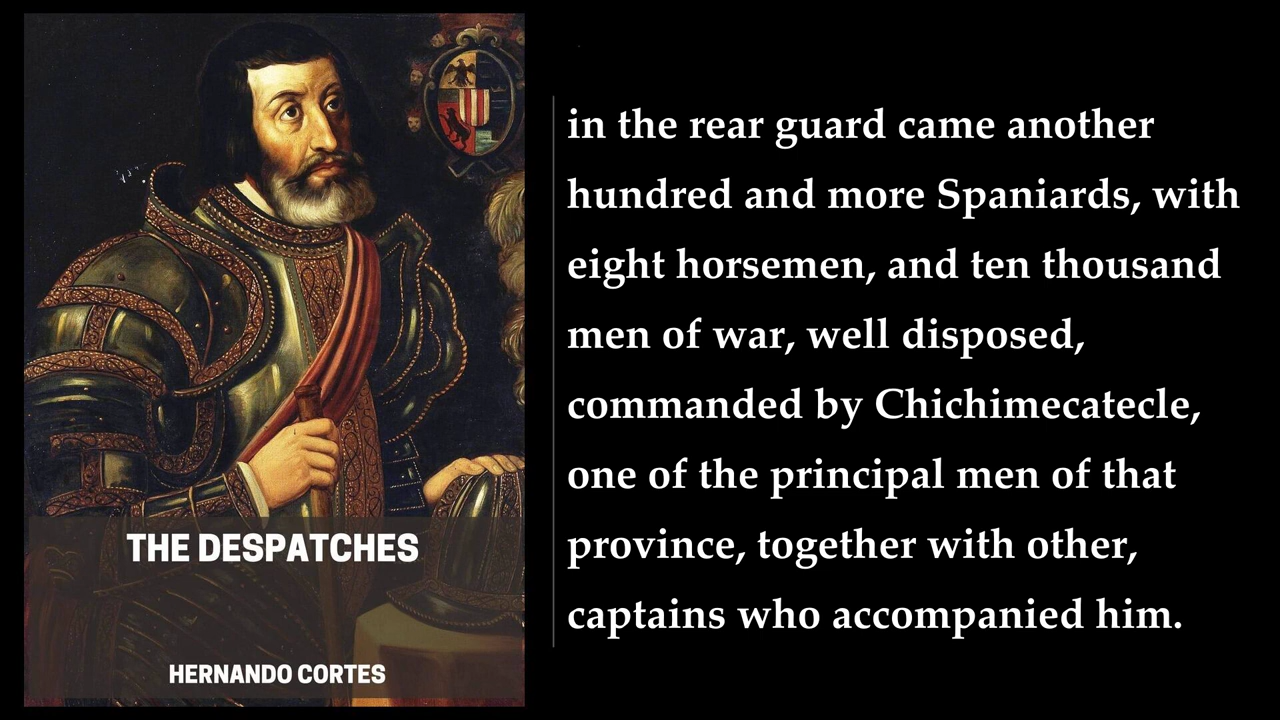 THE DESPATCHES
HERNANDO CORTES
in the rear guard came another
hundred and more Spaniards, with
eight horsemen, and ten thousand
men of war, well disposed,
commanded by Chichimecatecle,
one of the principal men of that
province, together with other,
captains who accompanied him.